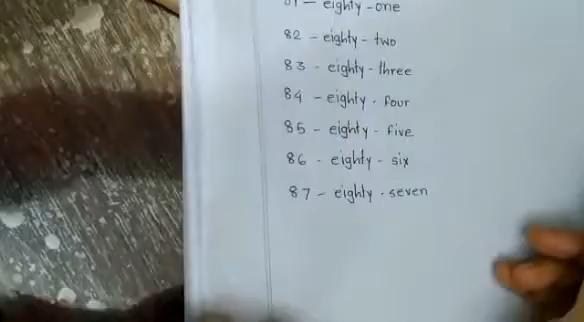 81 - eighty-one
82 - eighty - two
83 - eighty - three
84 - eighty - four
85 - eighty - five
86 - eighty - six
87 - eighty - seven